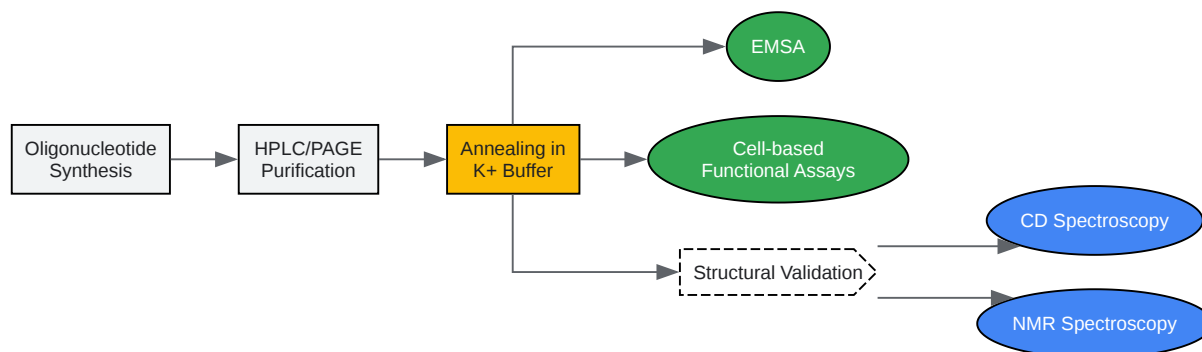 EMSA
Oligonucleotide
Synthesis
HPLC/PAGE
Purification
Annealing in
K+ Buffer
Cell-based
Functional Assays
CD Spectroscopy
Structural Validation
NMR Spectroscopy